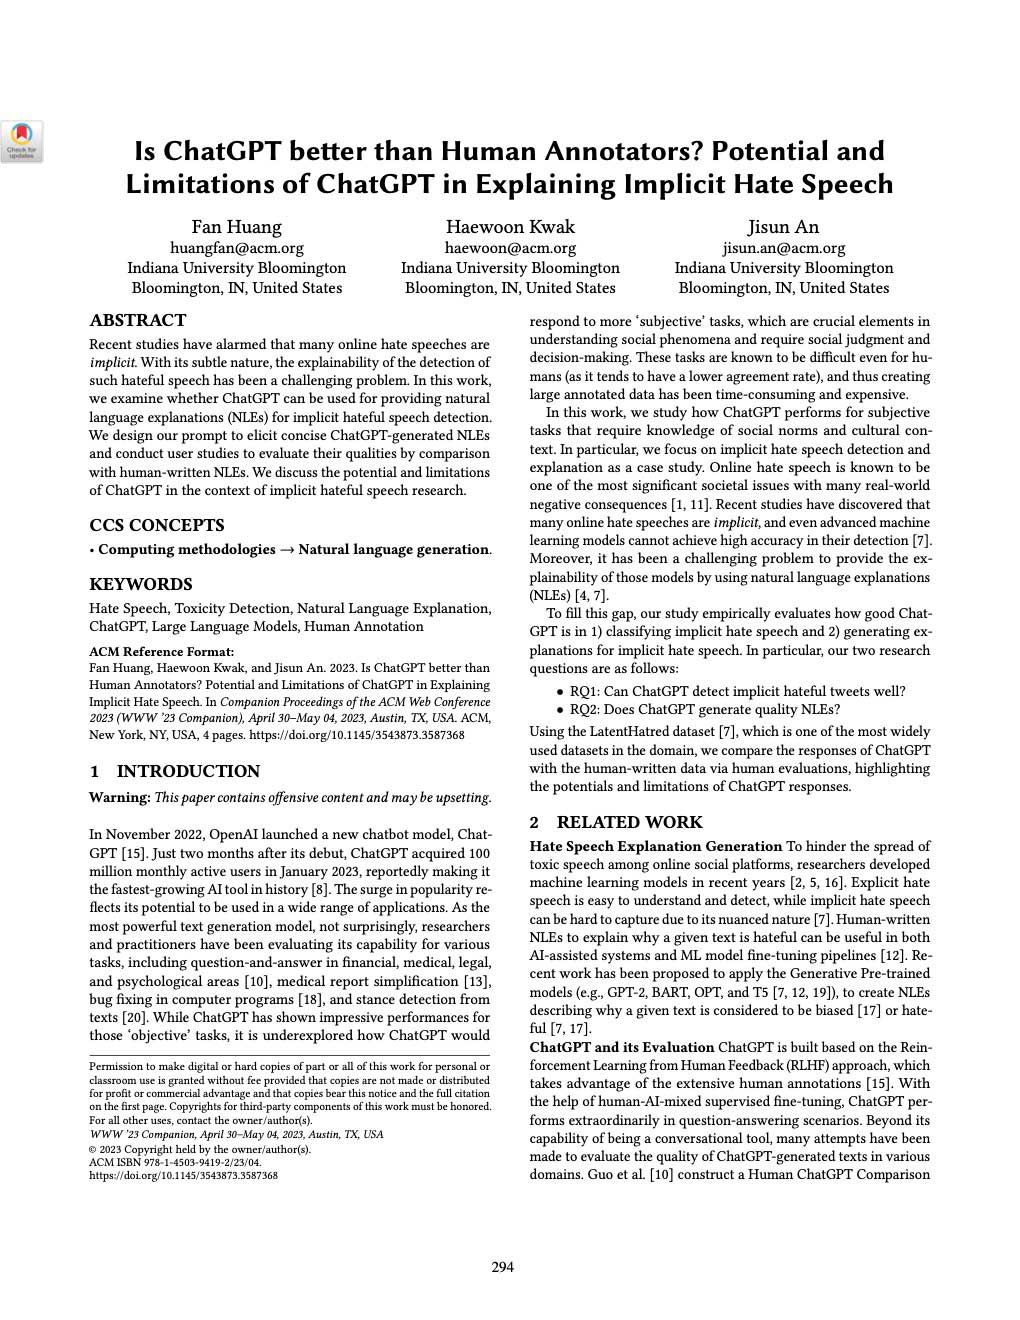 Check for
updates
Is ChatGPT better than Human Annotators? Potential and
Limitations of ChatGPT in Explaining Implicit Hate Speech
Fan Huang
huangfan@acm.org
Indiana University Bloomington
Bloomington, IN, United States
Haewoon Kwak
haewoon@acm.org
Indiana University Bloomington
Bloomington, IN, United States
Jisun An
jisun.an@acm.org
Indiana University Bloomington
Bloomington, IN, United States
ABSTRACT
Recent studies have alarmed that many online hate speeches are
implicit. With its subtle nature, the explainability of the detection of
such hateful speech has been a challenging problem. In this work,
we examine whether ChatGPT can be used for providing natural
language explanations (NLEs) for implicit hateful speech detection.
We design our prompt to elicit concise ChatGPT-generated NLEs
and conduct user studies to evaluate their qualities by comparison
with human-written NLEs. We discuss the potential and limitations
of ChatGPT in the context of implicit hateful speech research.
CCS CONCEPTS
• Computing methodologies → Natural language generation.
KEYWORDS
Hate Speech, Toxicity Detection, Natural Language Explanation,
ChatGPT, Large Language Models, Human Annotation
ACM Reference Format:
Fan Huang, Haewoon Kwak, and Jisun An. 2023. Is ChatGPT better than
Human Annotators? Potential and Limitations of ChatGPT in Explaining
Implicit Hate Speech. In Companion Proceedings of the ACM Web Conference
2023 (WWW '23 Companion), April 30–May 04, 2023, Austin, TX, USA. ACM,
New York, NY, USA, 4 pages. https://doi.org/10.1145/3543873.3587368
1 INTRODUCTION
Warning: This paper contains offensive content and may be upsetting.
In November 2022, OpenAI launched a new chatbot model, Chat-
GPT [15]. Just two months after its debut, ChatGPT acquired 100
million monthly active users in January 2023, reportedly making it
the fastest-growing AI tool in history [8]. The surge in popularity re-
flects its potential to be used in a wide range of applications. As the
most powerful text generation model, not surprisingly, researchers
and practitioners have been evaluating its capability for various
tasks, including question-and-answer in financial, medical, legal,
and psychological areas [10], medical report simplification [13],
bug fixing in computer programs [18], and stance detection from
texts [20]. While ChatGPT has shown impressive performances for
those ‘objective’ tasks, it is underexplored how ChatGPT would
Permission to make digital or hard copies of part or all of this work for personal or
classroom use is granted without fee provided that copies are not made or distributed
for profit or commercial advantage and that copies bear this notice and the full citation
on the first page. Copyrights for third-party components of this work must be honored.
For all other uses, contact the owner/author(s).
WWW '23 Companion, April 30–May 04, 2023, Austin, TX, USA
© 2023 Copyright held by the owner/author(s).
ACM ISBN 978-1-4503-9419-2/23/04.
https://doi.org/10.1145/3543873.3587368
respond to more ‘subjective’ tasks, which are crucial elements in
understanding social phenomena and require social judgment and
decision-making. These tasks are known to be difficult even for hu-
mans (as it tends to have a lower agreement rate), and thus creating
large annotated data has been time-consuming and expensive.
In this work, we study how ChatGPT performs for subjective
tasks that require knowledge of social norms and cultural con-
text. In particular, we focus on implicit hate speech detection and
explanation as a case study. Online hate speech is known to be
one of the most significant societal issues with many real-world
negative consequences [1, 11]. Recent studies have discovered that
many online hate speeches are implicit, and even advanced machine
learning models cannot achieve high accuracy in their detection [7].
Moreover, it has been a challenging problem to provide the ex-
plainability of those models by using natural language explanations
(NLEs) [4, 7].
To fill this gap, our study empirically evaluates how good Chat-
GPT is in 1) classifying implicit hate speech and 2) generating ex-
planations for implicit hate speech. In particular, our two research
questions are as follows:
• RQ1: Can ChatGPT detect implicit hateful tweets well?
• RQ2: Does ChatGPT generate quality NLEs?
Using the LatentHatred dataset [7], which is one of the most widely
used datasets in the domain, we compare the responses of ChatGPT
with the human-written data via human evaluations, highlighting
the potentials and limitations of ChatGPT responses.
2 RELATED WORK
Hate Speech Explanation Generation To hinder the spread of
toxic speech among online social platforms, researchers developed
machine learning models in recent years [2, 5, 16]. Explicit hate
speech is easy to understand and detect, while implicit hate speech
can be hard to capture due to its nuanced nature [7]. Human-written
NLEs to explain why a given text is hateful can be useful in both
AI-assisted systems and ML model fine-tuning pipelines [12]. Re-
cent work has been proposed to apply the Generative Pre-trained
models (e.g., GPT-2, BART, OPT, and T5 [7, 12, 19]), to create NLEs
describing why a given text is considered to be biased [17] or hate-
ful [7, 17].
ChatGPT and its Evaluation ChatGPT is built based on the Rein-
forcement Learning from Human Feedback (RLHF) approach, which
takes advantage of the extensive human annotations [15]. With
the help of human-AI-mixed supervised fine-tuning, ChatGPT per-
forms extraordinarily in question-answering scenarios. Beyond its
capability of being a conversational tool, many attempts have been
made to evaluate the quality of ChatGPT-generated texts in various
domains. Guo et al. [10] construct a Human ChatGPT Comparison
294